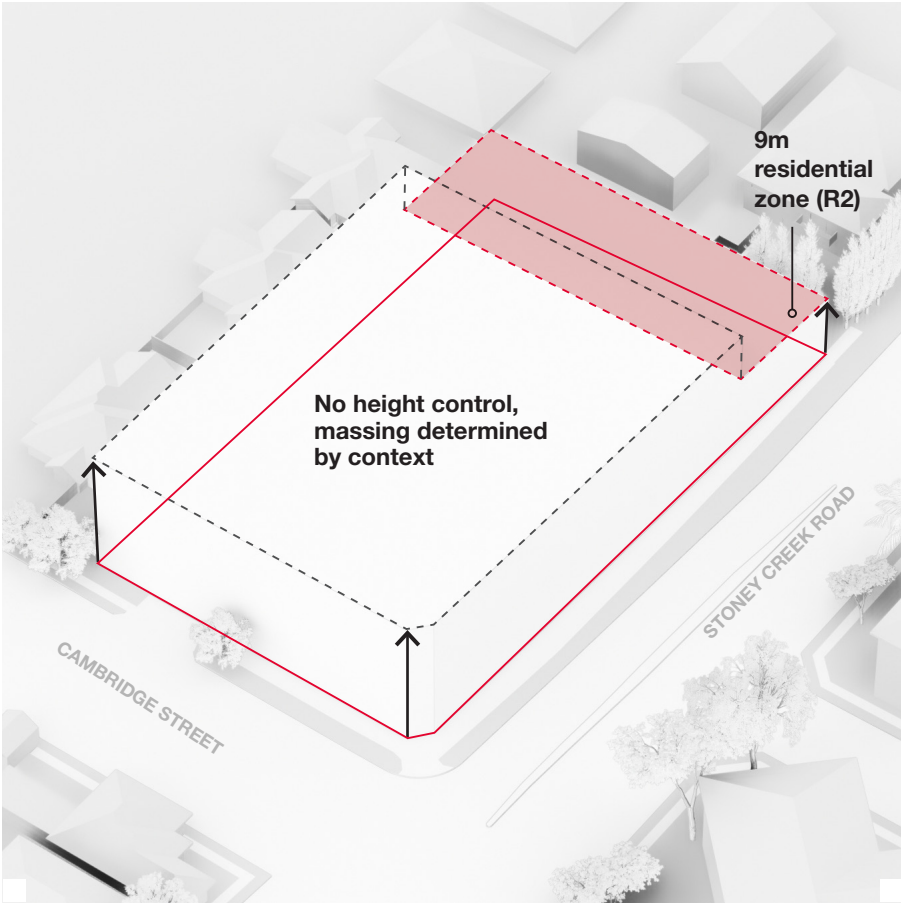 9m
residential
zone (R2)
No height control,
massing determined
by context
STONEY CREEK ROAD
CAMBRIDGE STREET